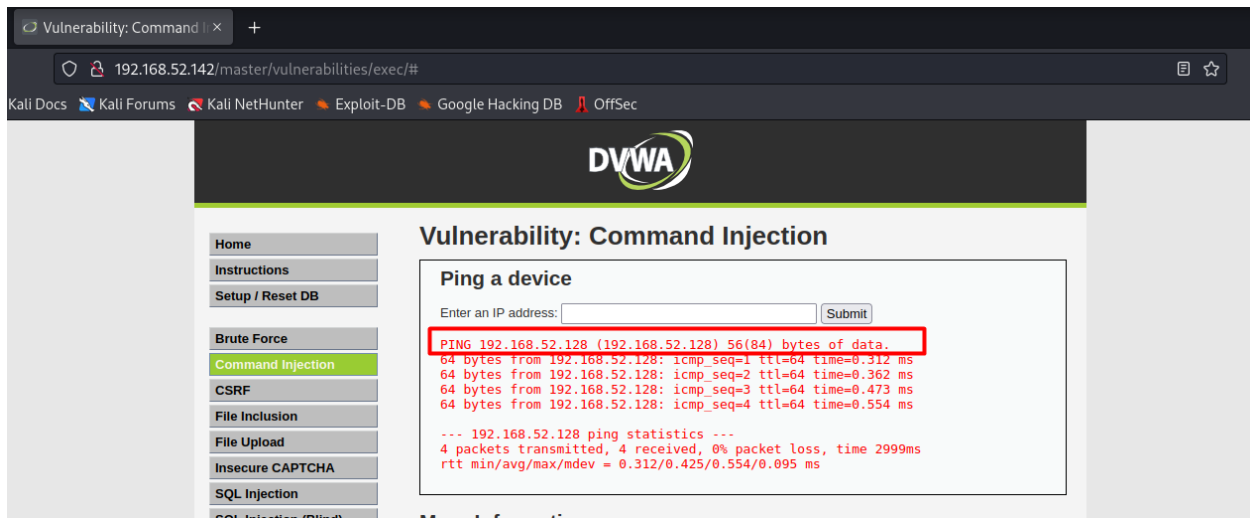 Vulnerability: Command I
192.168.52.142/master/vulnerabilities/exec/#
Kali Docs Kali Forums Kali NetHunter Exploit-DB Google Hacking DB OffSec
DVWA
Home
Instructions
Setup / Reset DB
Brute Force
Command Injection
CSRF
File Inclusion
File Upload
Insecure CAPTCHA
SQL Injection
SQL Injection (Blind)
Vulnerability: Command Injection
Ping a device
Enter an IP address:
Submit
PING 192.168.52.128 (192.168.52.128) 56(84) bytes of data.
64 bytes from 192.168.52.128: icmp_seq=1 ttl=64 time=0.312 ms
64 bytes from 192.168.52.128: icmp_seq=2 ttl=64 time=0.362 ms
64 bytes from 192.168.52.128: icmp_seq=3 ttl=64 time=0.473 ms
64 bytes from 192.168.52.128: icmp_seq=4 ttl=64 time=0.554 ms
--- 192.168.52.128 ping statistics ---
4 packets transmitted, 4 received, 0% packet loss, time 2999ms
rtt min/avg/max/mdev = 0.312/0.425/0.554/0.095 ms